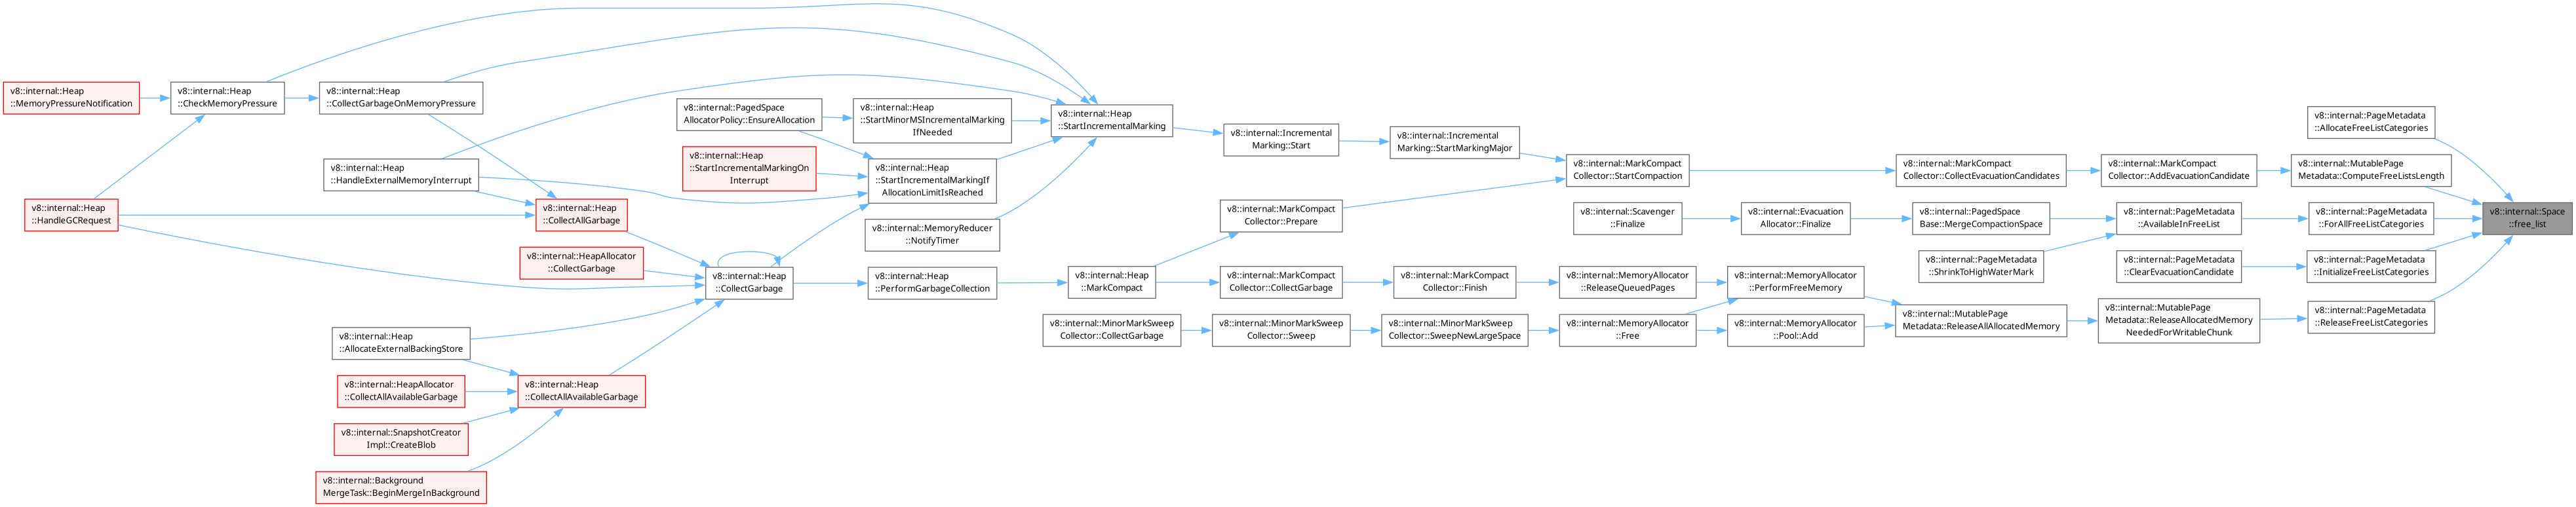 v8::internal::Heap
::MemoryPressureNotification
v8::internal::Heap
::CheckMemoryPressure
v8::internal::Heap
::CollectGarbageOnMemoryPressure
v8::internal::Heap
::HandleGCRequest
v8::internal::Heap
::HandleExternalMemoryInterrupt
v8::internal::Heap
::CollectAllGarbage
v8::internal::HeapAllocator
::CollectGarbage
v8::internal::Heap
::AllocateExternalBackingStore
v8::internal::HeapAllocator
::CollectAllAvailableGarbage
v8::internal::SnapshotCreator
Impl::CreateBlob
v8::internal::Background
MergeTask::BeginMergeInBackground
v8::internal::Heap
::CollectAllAvailableGarbage
v8::internal::PagedSpace
AllocatorPolicy::EnsureAllocation
v8::internal::Heap
::StartIncrementalMarkingOn
Interrupt
v8::internal::Heap
::CollectGarbage
v8::internal::Heap
::StartMinorMSIncrementalMarking
IfNeeded
v8::internal::Heap
::StartIncrementalMarkingIf
AllocationLimitIsReached
v8::internal::MemoryReducer
::NotifyTimer
v8::internal::Heap
::PerformGarbageCollection
v8::internal::Heap
::StartIncrementalMarking
v8::internal::Heap
::MarkCompact
v8::internal::MinorMarkSweep
Collector::CollectGarbage
v8::internal::Incremental
Marking::Start
v8::internal::MarkCompact
Collector::Prepare
v8::internal::MarkCompact
Collector::CollectGarbage
v8::internal::MinorMarkSweep
Collector::Sweep
v8::internal::Incremental
Marking::StartMarkingMajor
v8::internal::MarkCompact
Collector::Finish
v8::internal::MinorMarkSweep
Collector::SweepNewLargeSpace
v8::internal::MarkCompact
Collector::StartCompaction
v8::internal::Scavenger
::Finalize
v8::internal::MemoryAllocator
::ReleaseQueuedPages
v8::internal::MemoryAllocator
::Free
v8::internal::Evacuation
Allocator::Finalize
v8::internal::MemoryAllocator
::PerformFreeMemory
v8::internal::MemoryAllocator
::Pool::Add
v8::internal::MarkCompact
Collector::CollectEvacuationCandidates
v8::internal::PagedSpace
Base::MergeCompactionSpace
v8::internal::PageMetadata
::ShrinkToHighWaterMark
v8::internal::MutablePage
Metadata::ReleaseAllAllocatedMemory
v8::internal::MarkCompact
Collector::AddEvacuationCandidate
v8::internal::PageMetadata
::AvailableInFreeList
v8::internal::PageMetadata
::ClearEvacuationCandidate
v8::internal::MutablePage
Metadata::ReleaseAllocatedMemory
NeededForWritableChunk
v8::internal::PageMetadata
::AllocateFreeListCategories
v8::internal::MutablePage
Metadata::ComputeFreeListsLength
v8::internal::PageMetadata
::ForAllFreeListCategories
v8::internal::PageMetadata
::InitializeFreeListCategories
v8::internal::PageMetadata
::ReleaseFreeListCategories
v8::internal::Space
::free_list